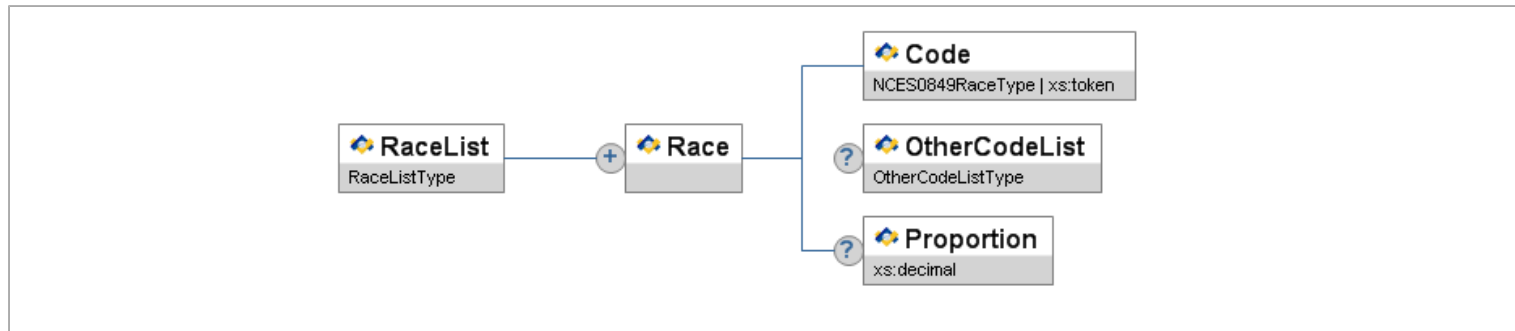 Code
NCES0849RaceType | xs:token
RaceList
RaceListType
+
Race
?
OtherCodeList
OtherCodeListType
?
Proportion
xs:decimal